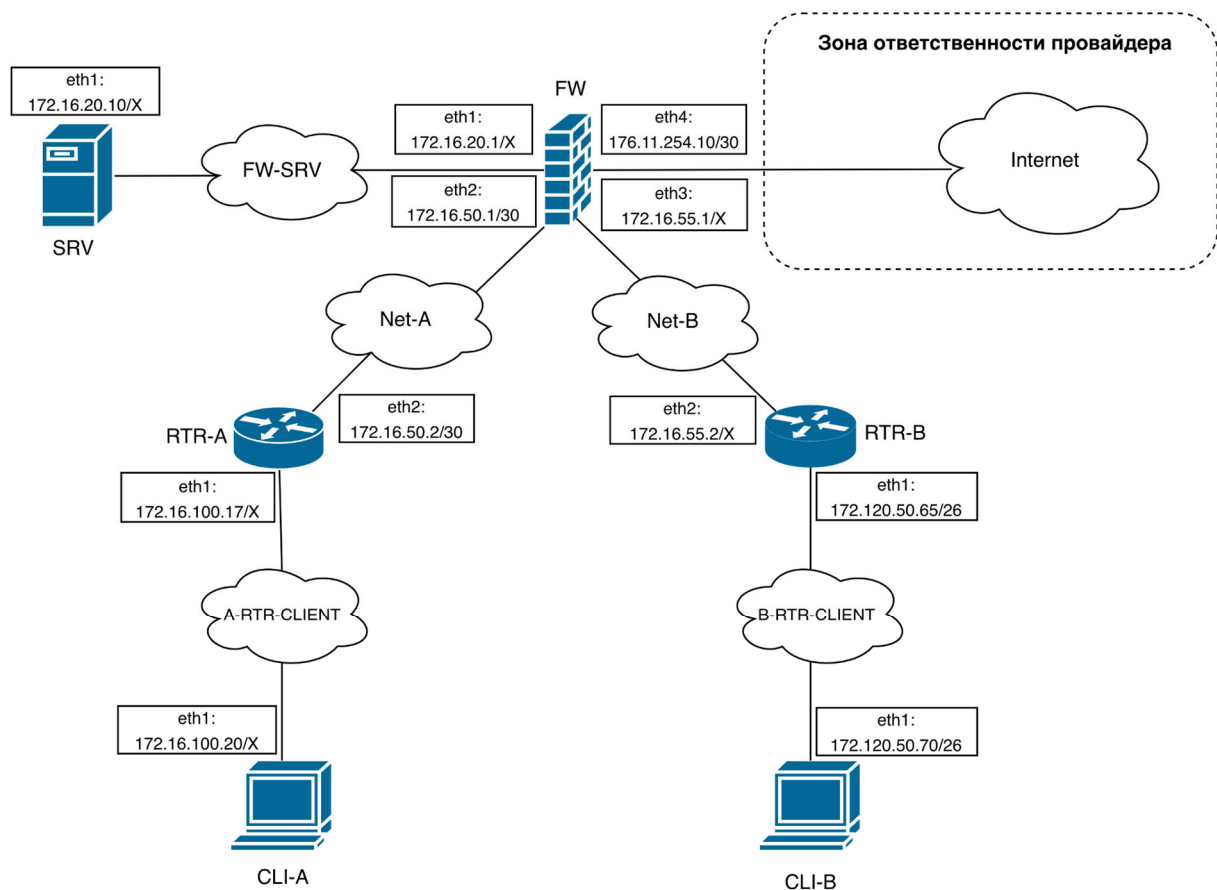 Зона ответственности провайдера
eth1:
172.16.20.10/X
SRV
FW-SRV
eth1:
172.16.20.1/X
eth2:
172.16.50.1/30
FW
eth4:
176.11.254.10/30
eth3:
172.16.55.1/X
Internet
Net-A
Net-B
RTR-A
eth2:
172.16.50.2/30
eth2:
172.16.55.2/X
RTR-B
eth1:
172.16.100.17/X
eth1:
172.120.50.65/26
A-RTR-CLIENT
B-RTR-CLIENT
eth1:
172.16.100.20/X
eth1:
172.120.50.70/26
CLI-A
CLI-B